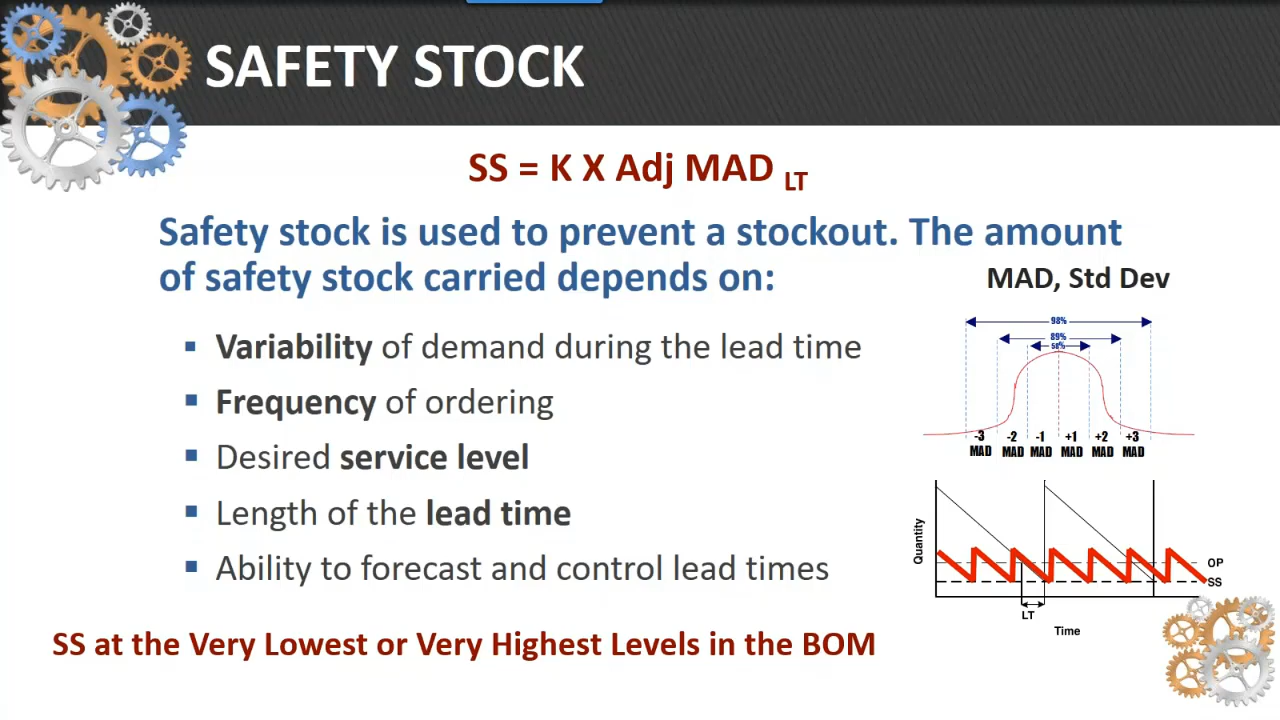 SAFETY STOCK
SS = K X Adj MAD LT
Safety stock is used to prevent a stockout. The amount
of safety stock carried depends on:
MAD, Std Dev
▪ Variability of demand during the lead time
▪ Frequency of ordering
▪ Desired service level
▪ Length of the lead time
▪ Ability to forecast and control lead times
98%
89%
58%
-3 -2 -1 +1 +2 +3
MAD MAD MAD MAD MAD MAD
Quantity
OP
SS
LT
Time
SS at the Very Lowest or Very Highest Levels in the BOM